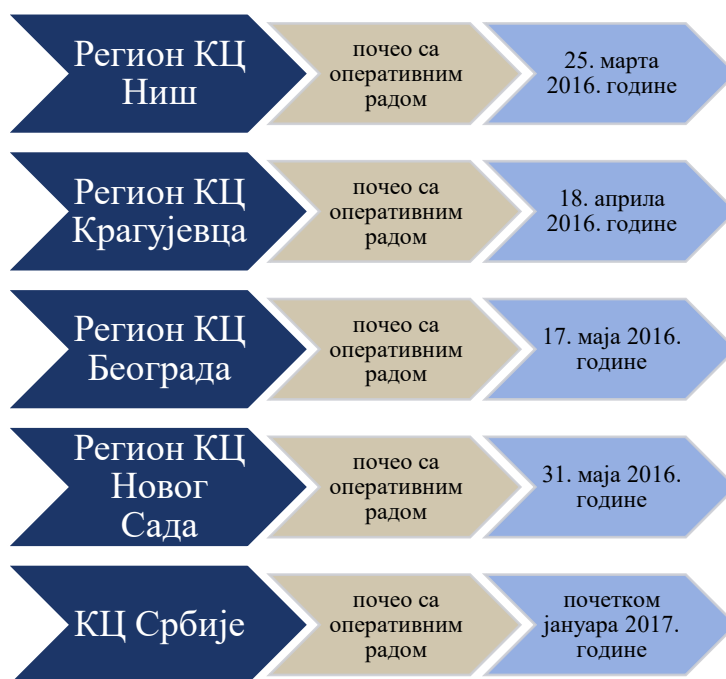 Регион КЦ
Ниш
почео са
оперативним
радом
25. марта
2016. године
Регион КЦ
Крагујевца
почео са
оперативним
радом
18. априла
2016. године
Регион КЦ
Београда
почео са
оперативним
радом
17. маја 2016.
године
Регион КЦ
Новог
Сада
почео са
оперативним
радом
31. маја 2016.
године
КЦ Србије
почео са
оперативним
радом
почетком
јануара 2017.
године